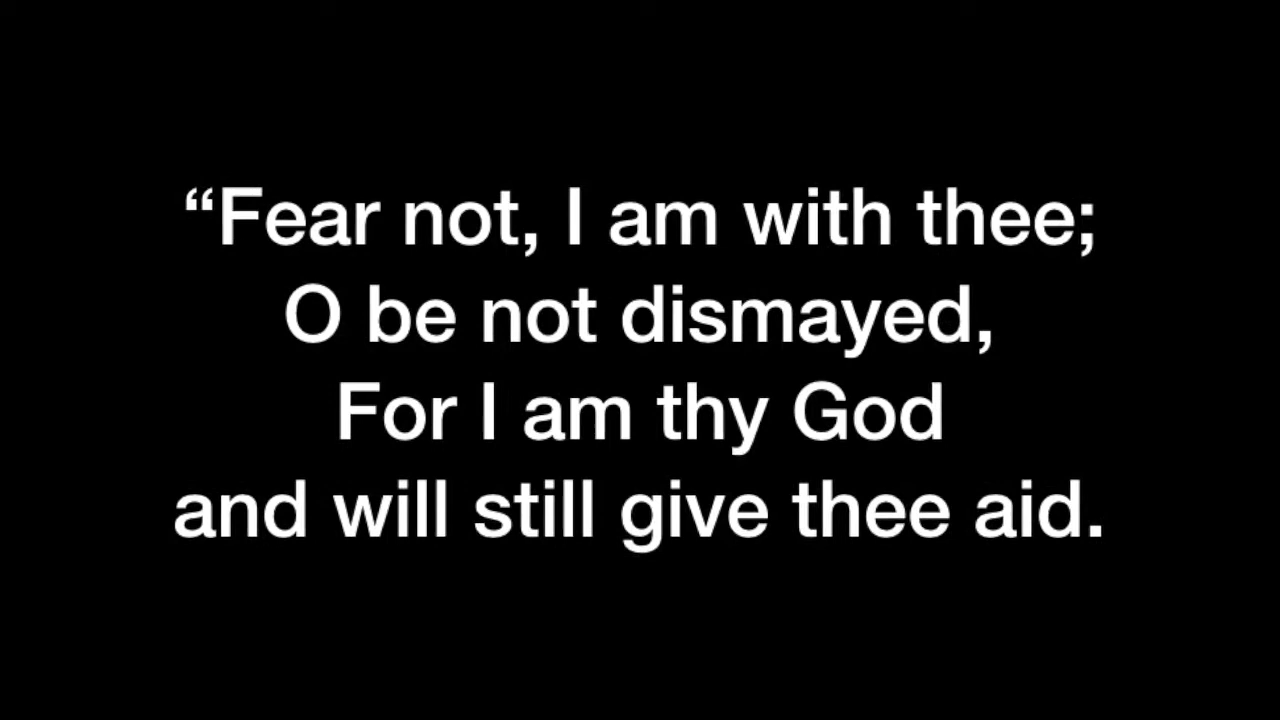 “Fear not, I am with thee;
O be not dismayed,
For I am thy God
and will still give thee aid.